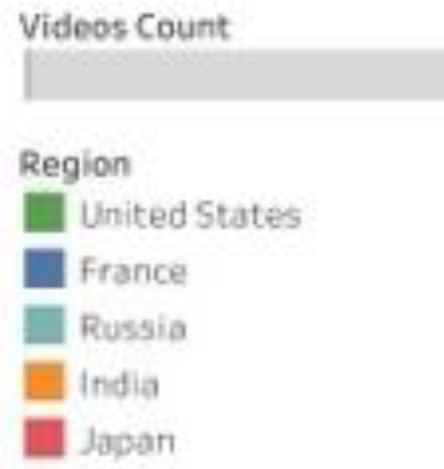 Videos Count
Region
United States
France
Russia
India
Japan